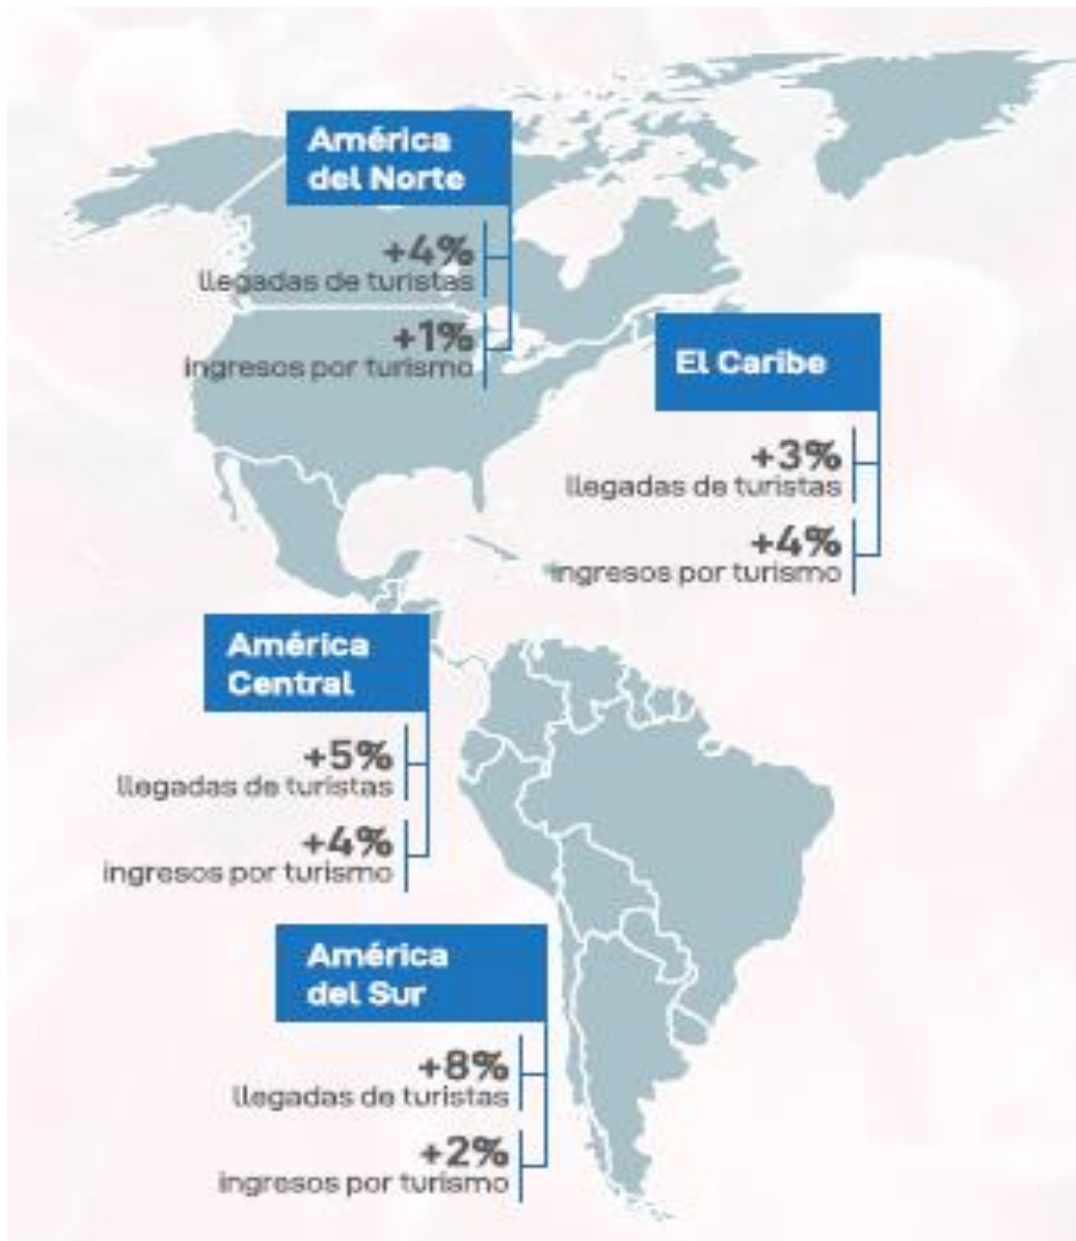 América
del Norte
+4%
llegadas de turistas
+1%
ingresos por turismo
El Caribe
+3%
llegadas de turistas
+4%
ingresos por turismo
América
Central
+5%
llegadas de turistas
+4%
ingresos por turismo
América
del Sur
+8%
llegadas de turistas
+2%
ingresos por turismo